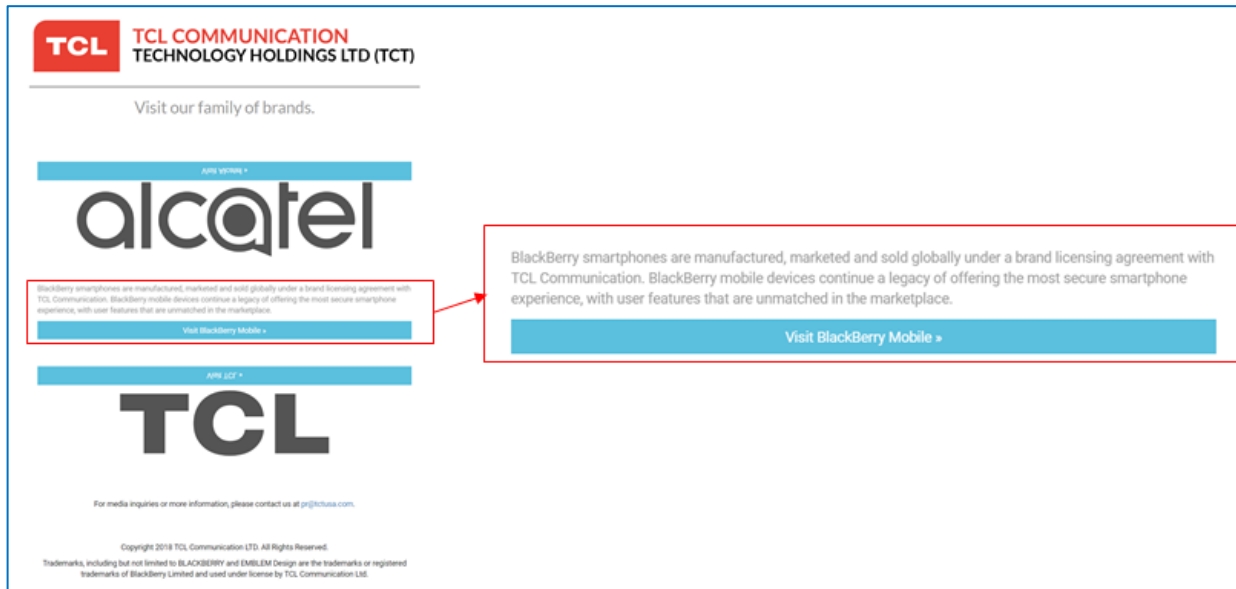 TCL
TCL COMMUNICATION
TECHNOLOGY HOLDINGS LTD (TCT)
Visit our family of brands.
Visit Alcatel »
alcatel
BlackBerry smartphones are manufactured, marketed and sold globally under a brand licensing agreement with
TCL Communication. BlackBerry mobile devices continue a legacy of offering the most secure smartphone
experience, with user features that are unmatched in the marketplace.
Visit BlackBerry Mobile »
Visit TCL »
TCL
For media inquiries or more information, please contact us at pr@tctusa.com.
Copyright 2018 TCL Communication LTD. All Rights Reserved.
Trademarks, including but not limited to BLACKBERRY and EMBLEM Design are the trademarks or registered
trademarks of BlackBerry Limited and used under license by TCL Communication Ltd.
BlackBerry smartphones are manufactured, marketed and sold globally under a brand licensing agreement with
TCL Communication. BlackBerry mobile devices continue a legacy of offering the most secure smartphone
experience, with user features that are unmatched in the marketplace.
Visit BlackBerry Mobile »